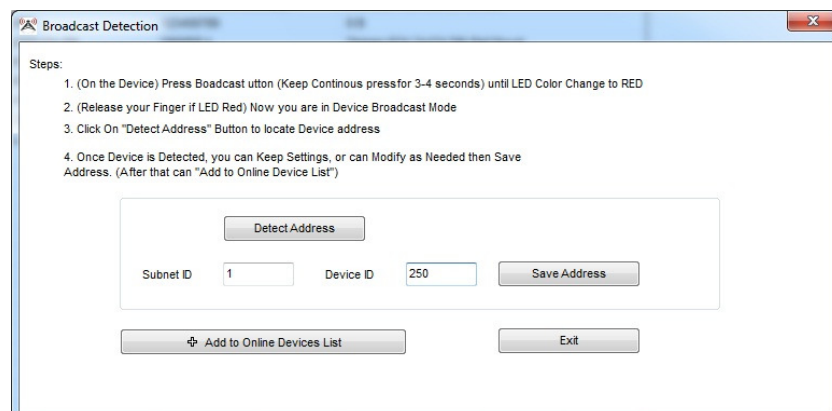 Broadcast Detection
Steps:
1. (On the Device) Press Boadcast utton (Keep Continous pressfor 3-4 seconds) until LED Color Change to RED
2. (Release your Finger if LED Red) Now you are in Device Broadcast Mode
3. Click On "Detect Address" Button to locate Device address
4. Once Device is Detected, you can Keep Settings, or can Modify as Needed then Save
Address. (After that can "Add to Online Device List")
Detect Address
Subnet ID 1 Device ID 250 Save Address
Add to Online Devices List Exit